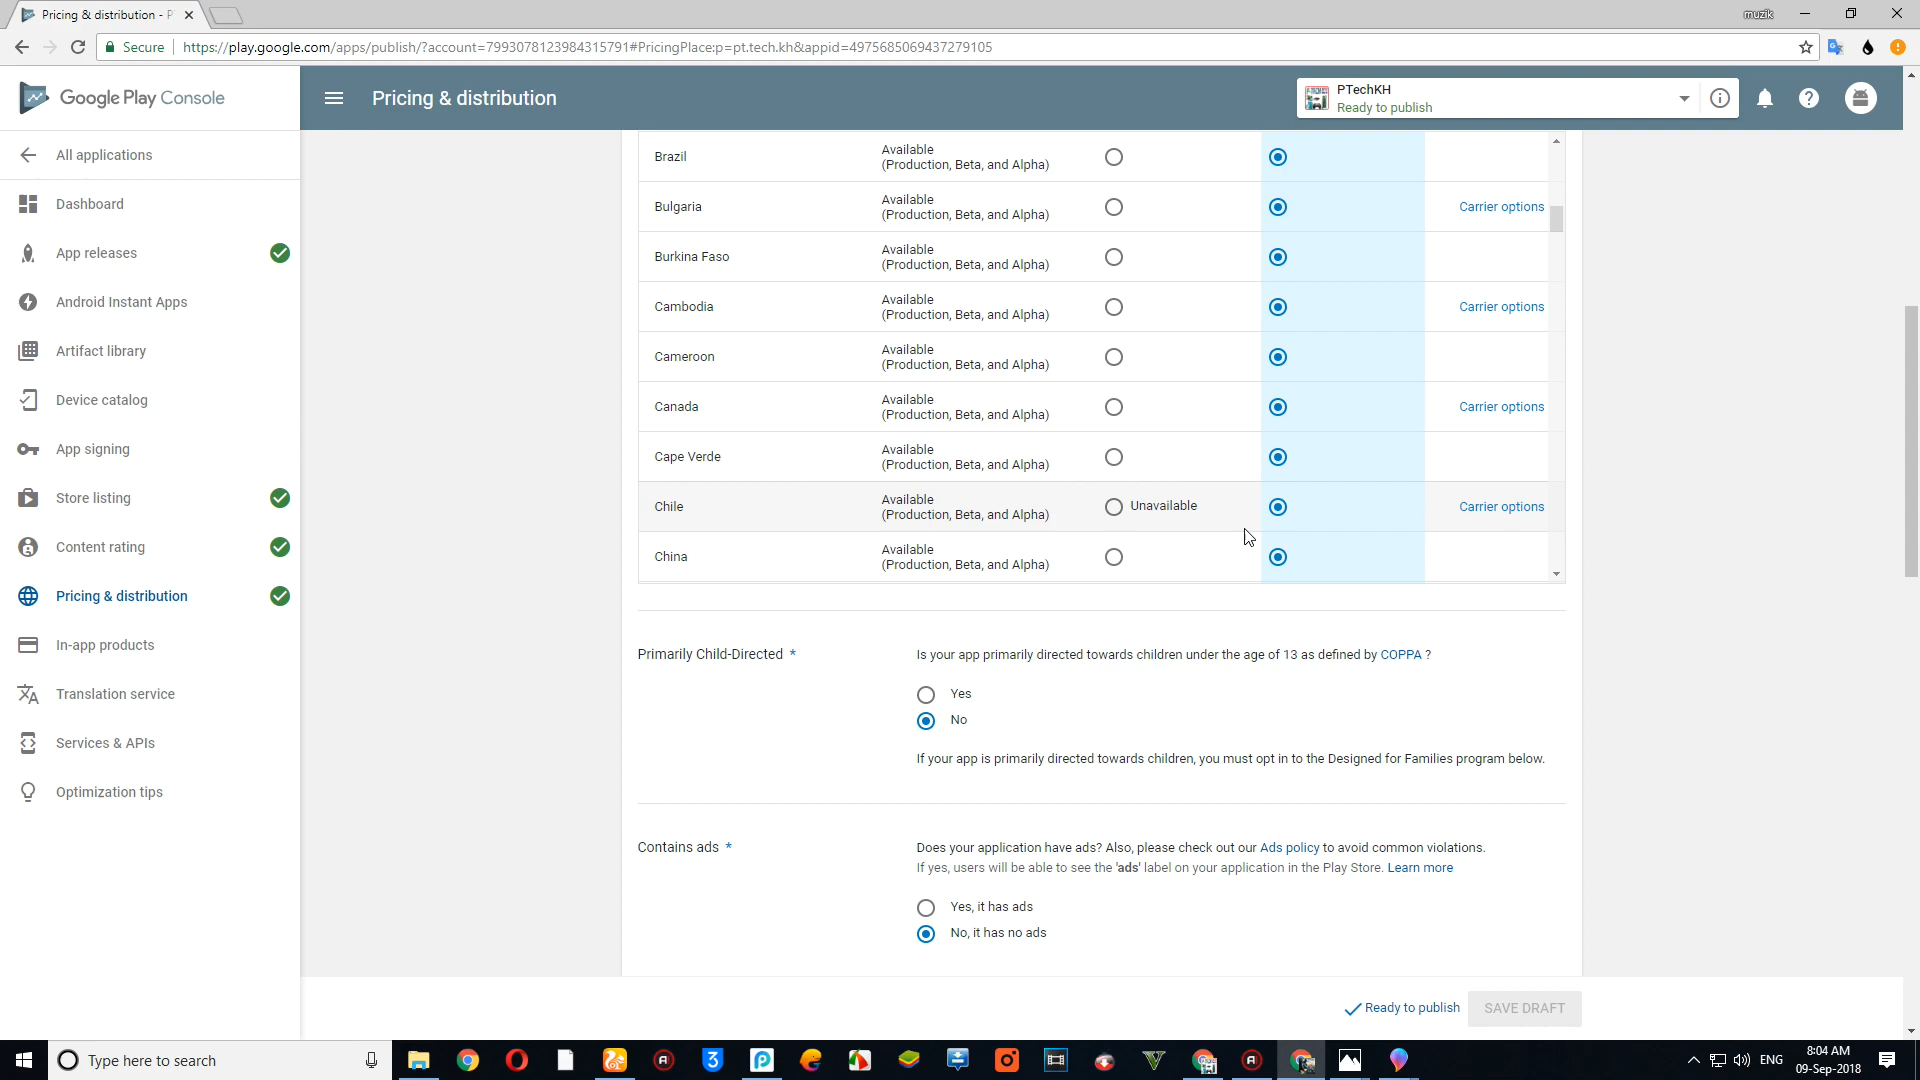 Pricing & distribution - P
muzik
Secure
https://play.google.com/apps/publish/?account=7993078123984315791#PricingPlace:p=pt.tech.kh&appid=4975685069437279105
Google Play Console
Pricing & distribution
PTechKH
Ready to publish
All applications
Dashboard
App releases
Android Instant Apps
Artifact library
Device catalog
App signing
Store listing
Content rating
Pricing & distribution
In-app products
Translation service
Services & APIs
Optimization tips
Brazil
Available
(Production, Beta, and Alpha)
Bulgaria
Available
(Production, Beta, and Alpha)
Carrier options
Burkina Faso
Available
(Production, Beta, and Alpha)
Cambodia
Available
(Production, Beta, and Alpha)
Carrier options
Cameroon
Available
(Production, Beta, and Alpha)
Canada
Available
(Production, Beta, and Alpha)
Carrier options
Cape Verde
Available
(Production, Beta, and Alpha)
Chile
Available
(Production, Beta, and Alpha)
Unavailable
Carrier options
China
Available
(Production, Beta, and Alpha)
Primarily Child-Directed *
Is your app primarily directed towards children under the age of 13 as defined by COPPA ?
Yes
No
If your app is primarily directed towards children, you must opt in to the Designed for Families program below.
Contains ads *
Does your application have ads? Also, please check out our Ads policy to avoid common violations.
If yes, users will be able to see the 'ads' label on your application in the Play Store. Learn more
Yes, it has ads
No, it has no ads
Ready to publish
SAVE DRAFT
Type here to search
ENG
8:04 AM
09-Sep-2018